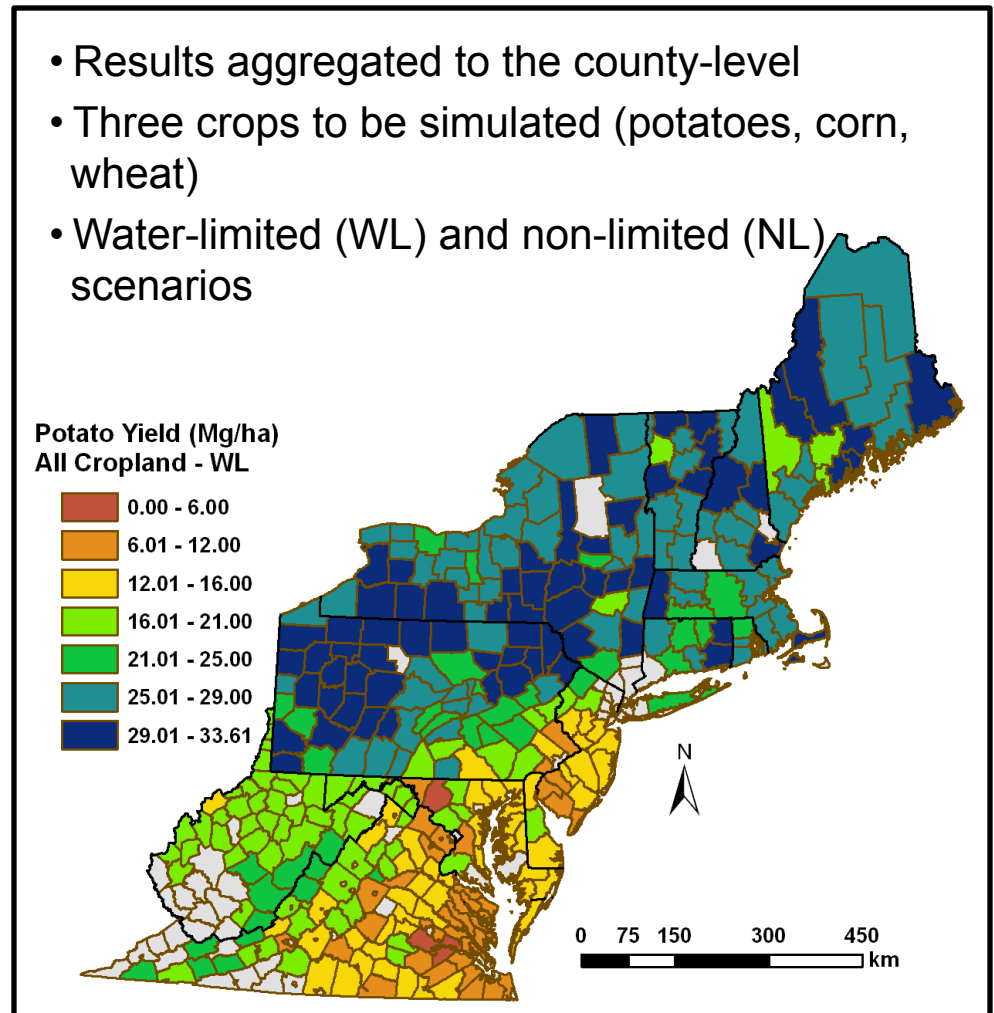 • Results aggregated to the county-level
• Three crops to be simulated (potatoes, corn,
wheat)
• Water-limited (WL) and non-limited (NL)
scenarios
Potato Yield (Mg/ha)
All Cropland - WL
0.00 - 6.00
6.01 - 12.00
12.01 - 16.00
16.01 - 21.00
21.01 - 25.00
25.01 - 29.00
29.01 - 33.61
N
0 75 150 300 450
km